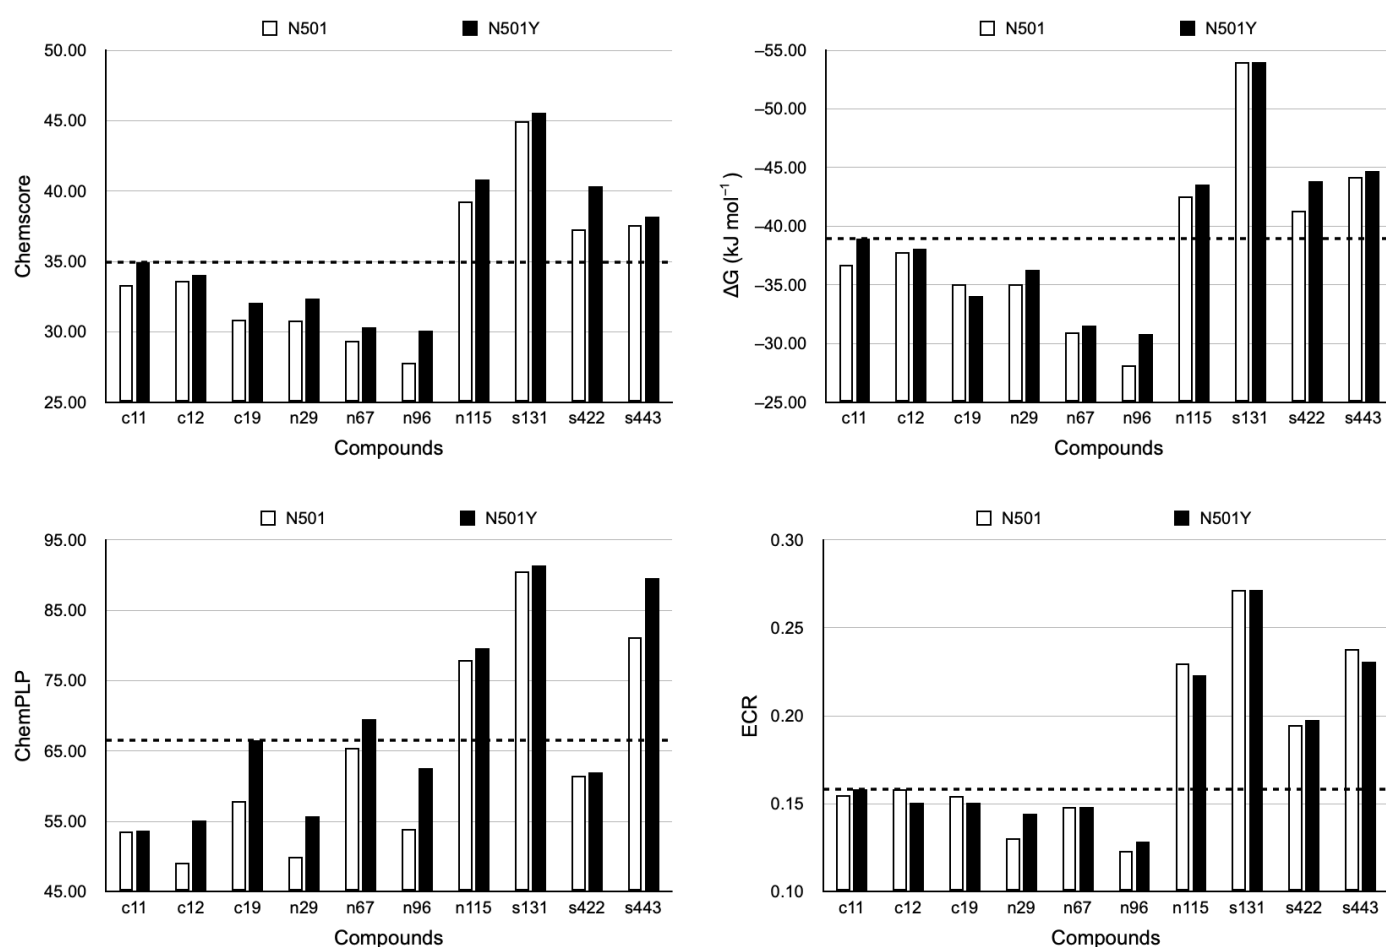 N501 N501Y
50.00
45.00
40.00
35.00
30.00
25.00
Chemscore
c11 c12 c19 n29 n67 n96 n115 s131 s422 s443
Compounds
N501 N501Y
–55.00
–50.00
–45.00
–40.00
–35.00
–30.00
–25.00
ΔG (kJ mol⁻¹ )
c11 c12 c19 n29 n67 n96 n115 s131 s422 s443
Compounds
N501 N501Y
95.00
85.00
75.00
65.00
55.00
45.00
ChemPLP
c11 c12 c19 n29 n67 n96 n115 s131 s422 s443
Compounds
N501 N501Y
0.30
0.25
0.20
0.15
0.10
ECR
c11 c12 c19 n29 n67 n96 n115 s131 s422 s443
Compounds